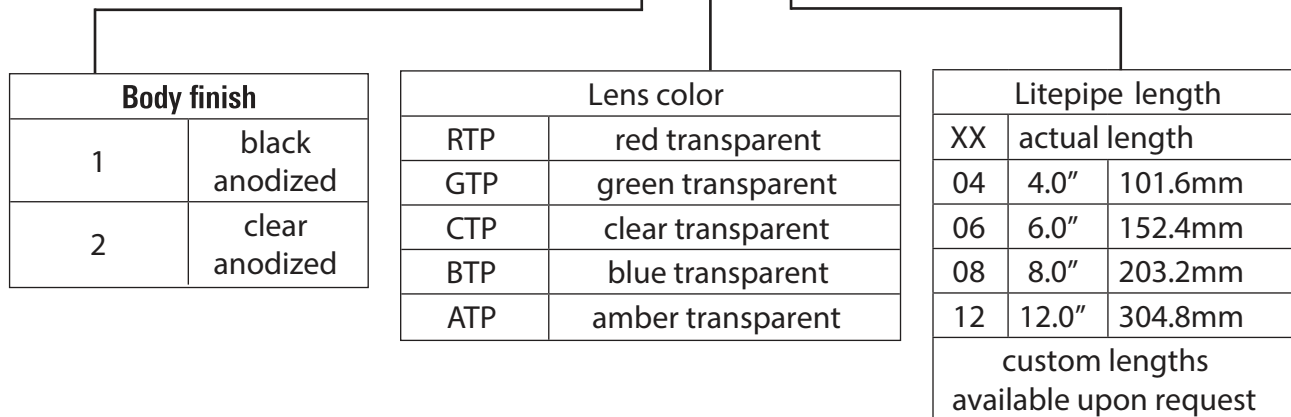 Body finish
1 black
anodized
2 clear
anodized
Lens color
RTP red transparent
GTP green transparent
CTP clear transparent
BTP blue transparent
ATP amber transparent
Litepipe length
XX actual length
04 4.0” 101.6mm
06 6.0” 152.4mm
08 8.0” 203.2mm
12 12.0” 304.8mm
custom lengths
available upon request